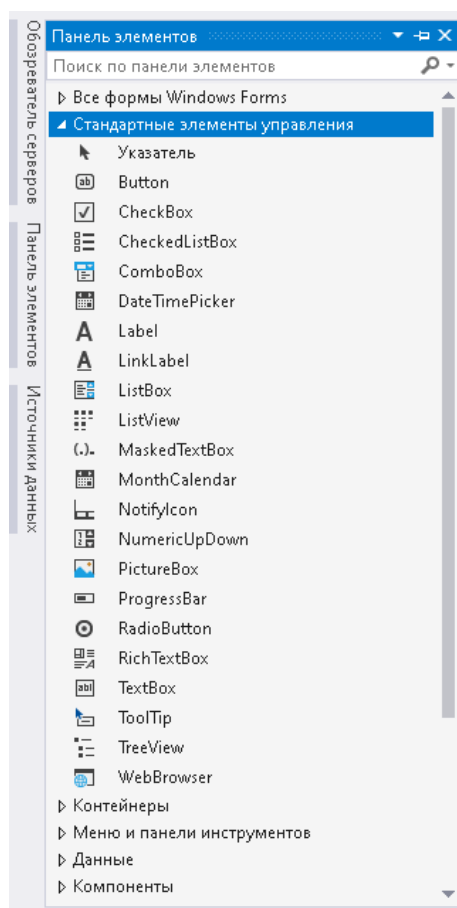 Обозреватель серверов
Панель элементов
Источники данных
Панель элементов
Поиск по панели элементов
Все формы Windows Forms
Стандартные элементы управления
Указатель
Button
CheckBox
CheckedListBox
ComboBox
DateTimePicker
Label
LinkLabel
ListBox
ListView
MaskedTextBox
MonthCalendar
NotifyIcon
NumericUpDown
PictureBox
ProgressBar
RadioButton
RichTextBox
TextBox
ToolTip
TreeView
WebBrowser
Контейнеры
Меню и панели инструментов
Данные
Компоненты